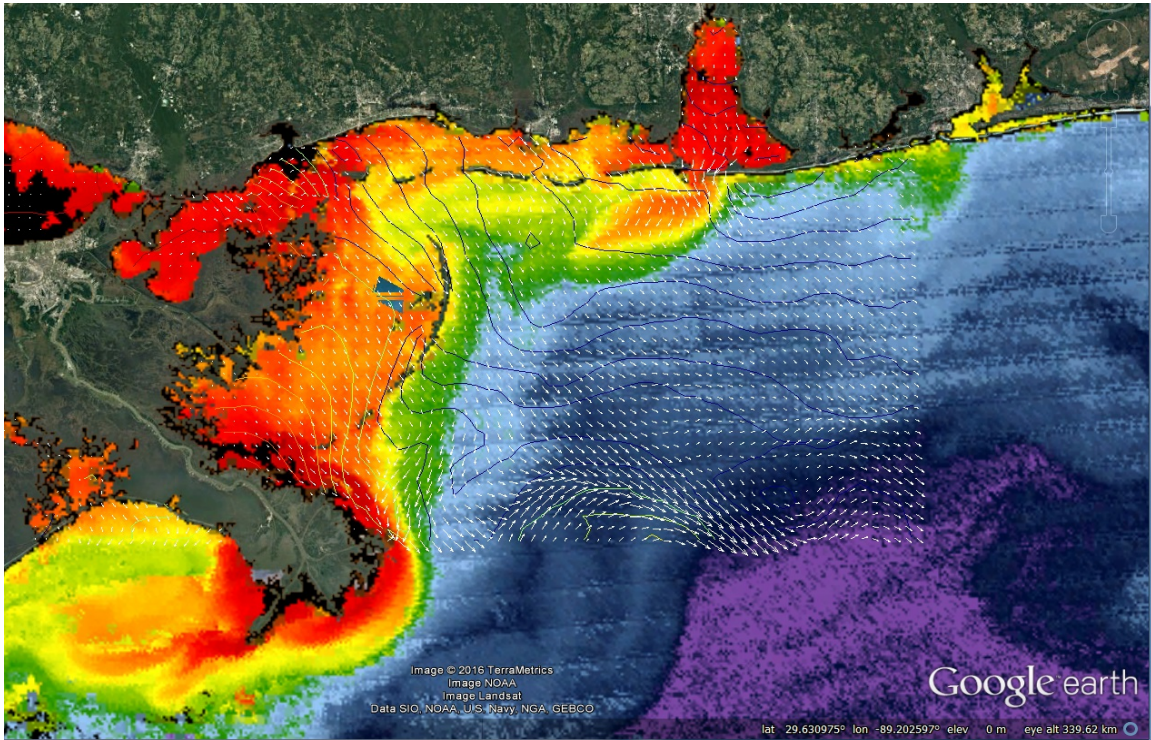 Image © 2016 TerraMetrics
Image NOAA
Image Landsat
Data SIO, NOAA, U.S. Navy, NGA, GEBCO
Google earth
lat 29.630975° lon -89.202597° elev 0 m eye alt 339.62 km